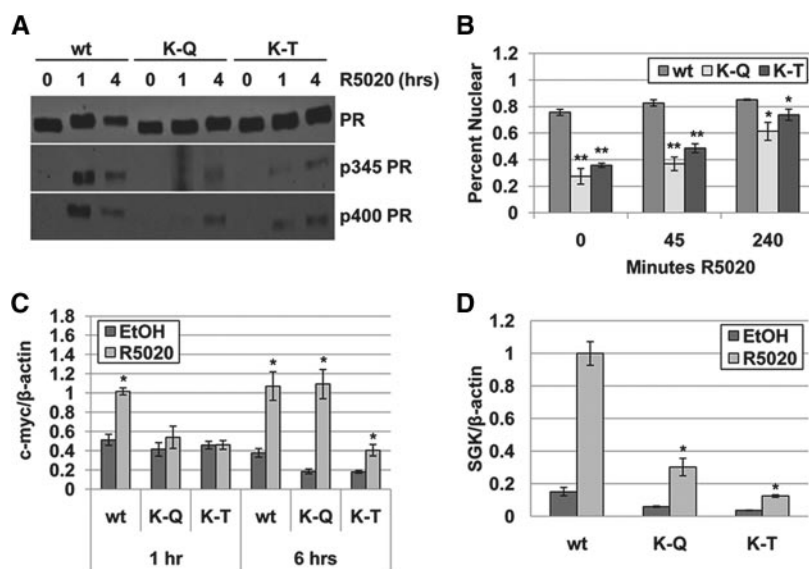 A
wt K-Q K-T
0 1 4 0 1 4 0 1 4 R5020 (hrs)
PR
p345 PR
p400 PR
B
wt K-Q K-T
Percent Nuclear
1.2
1
0.8
0.6
0.4
0.2
0
** ** ** ** * *
0 45 240
Minutes R5020
C
EtOH
R5020
c-myc/β-actin
1.8
1.6
1.4
1.2
1
0.8
0.6
0.4
0.2
0
* * * *
wt K-Q K-T wt K-Q K-T
1 hr 6 hrs
D
EtOH
R5020
SGK/β-actin
1.2
1
0.8
0.6
0.4
0.2
0
* *
wt K-Q K-T